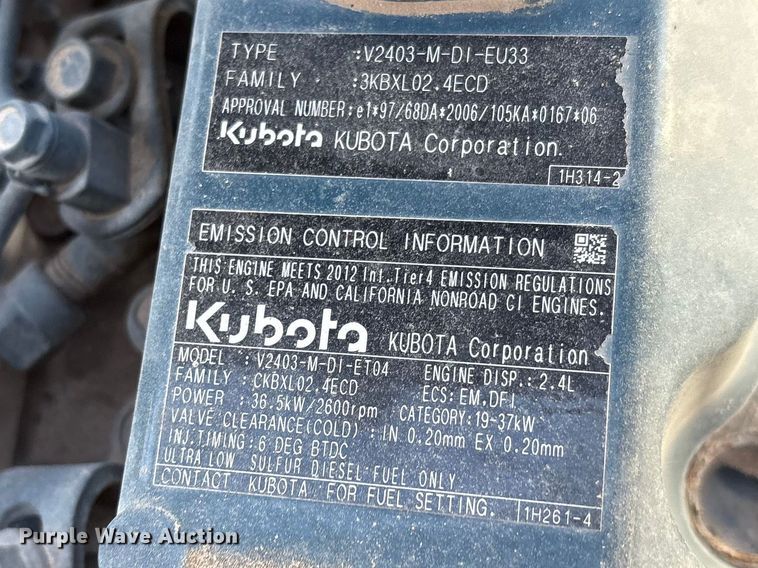 TYPE :V2403-M-DI-EU33
FAMILY :3KBXL02.4ECD
APPROVAL NUMBER:e1*97/68DA*2006/105KA*0167*06
Kubota KUBOTA Corporation
1H314-2
EMISSION CONTROL INFORMATION
THIS ENGINE MEETS 2012 Int.Tier4 EMISSION REGULATIONS
FOR U.S.EPA AND CALIFORNIA NONROAD CI ENGINES.
Kubota KUBOTA Corporation
MODEL : V2403-M-DI-ET04 ENGINE DISP.: 2.4L
FAMILY : CKBXL02.4ECD ECS: EM,DFI
POWER : 36.5kW/2600rpm CATEGORY:19-37kW
VALVE CLEARANCE(COLD) : IN 0.20mm EX 0.20mm
INJ.TIMING: 6 DEG BTDC
ULTRA LOW SULFUR DIESEL FUEL ONLY
CONTACT KUBOTA FOR FUEL SETTING. 1H261-4
Purple Wave Auction